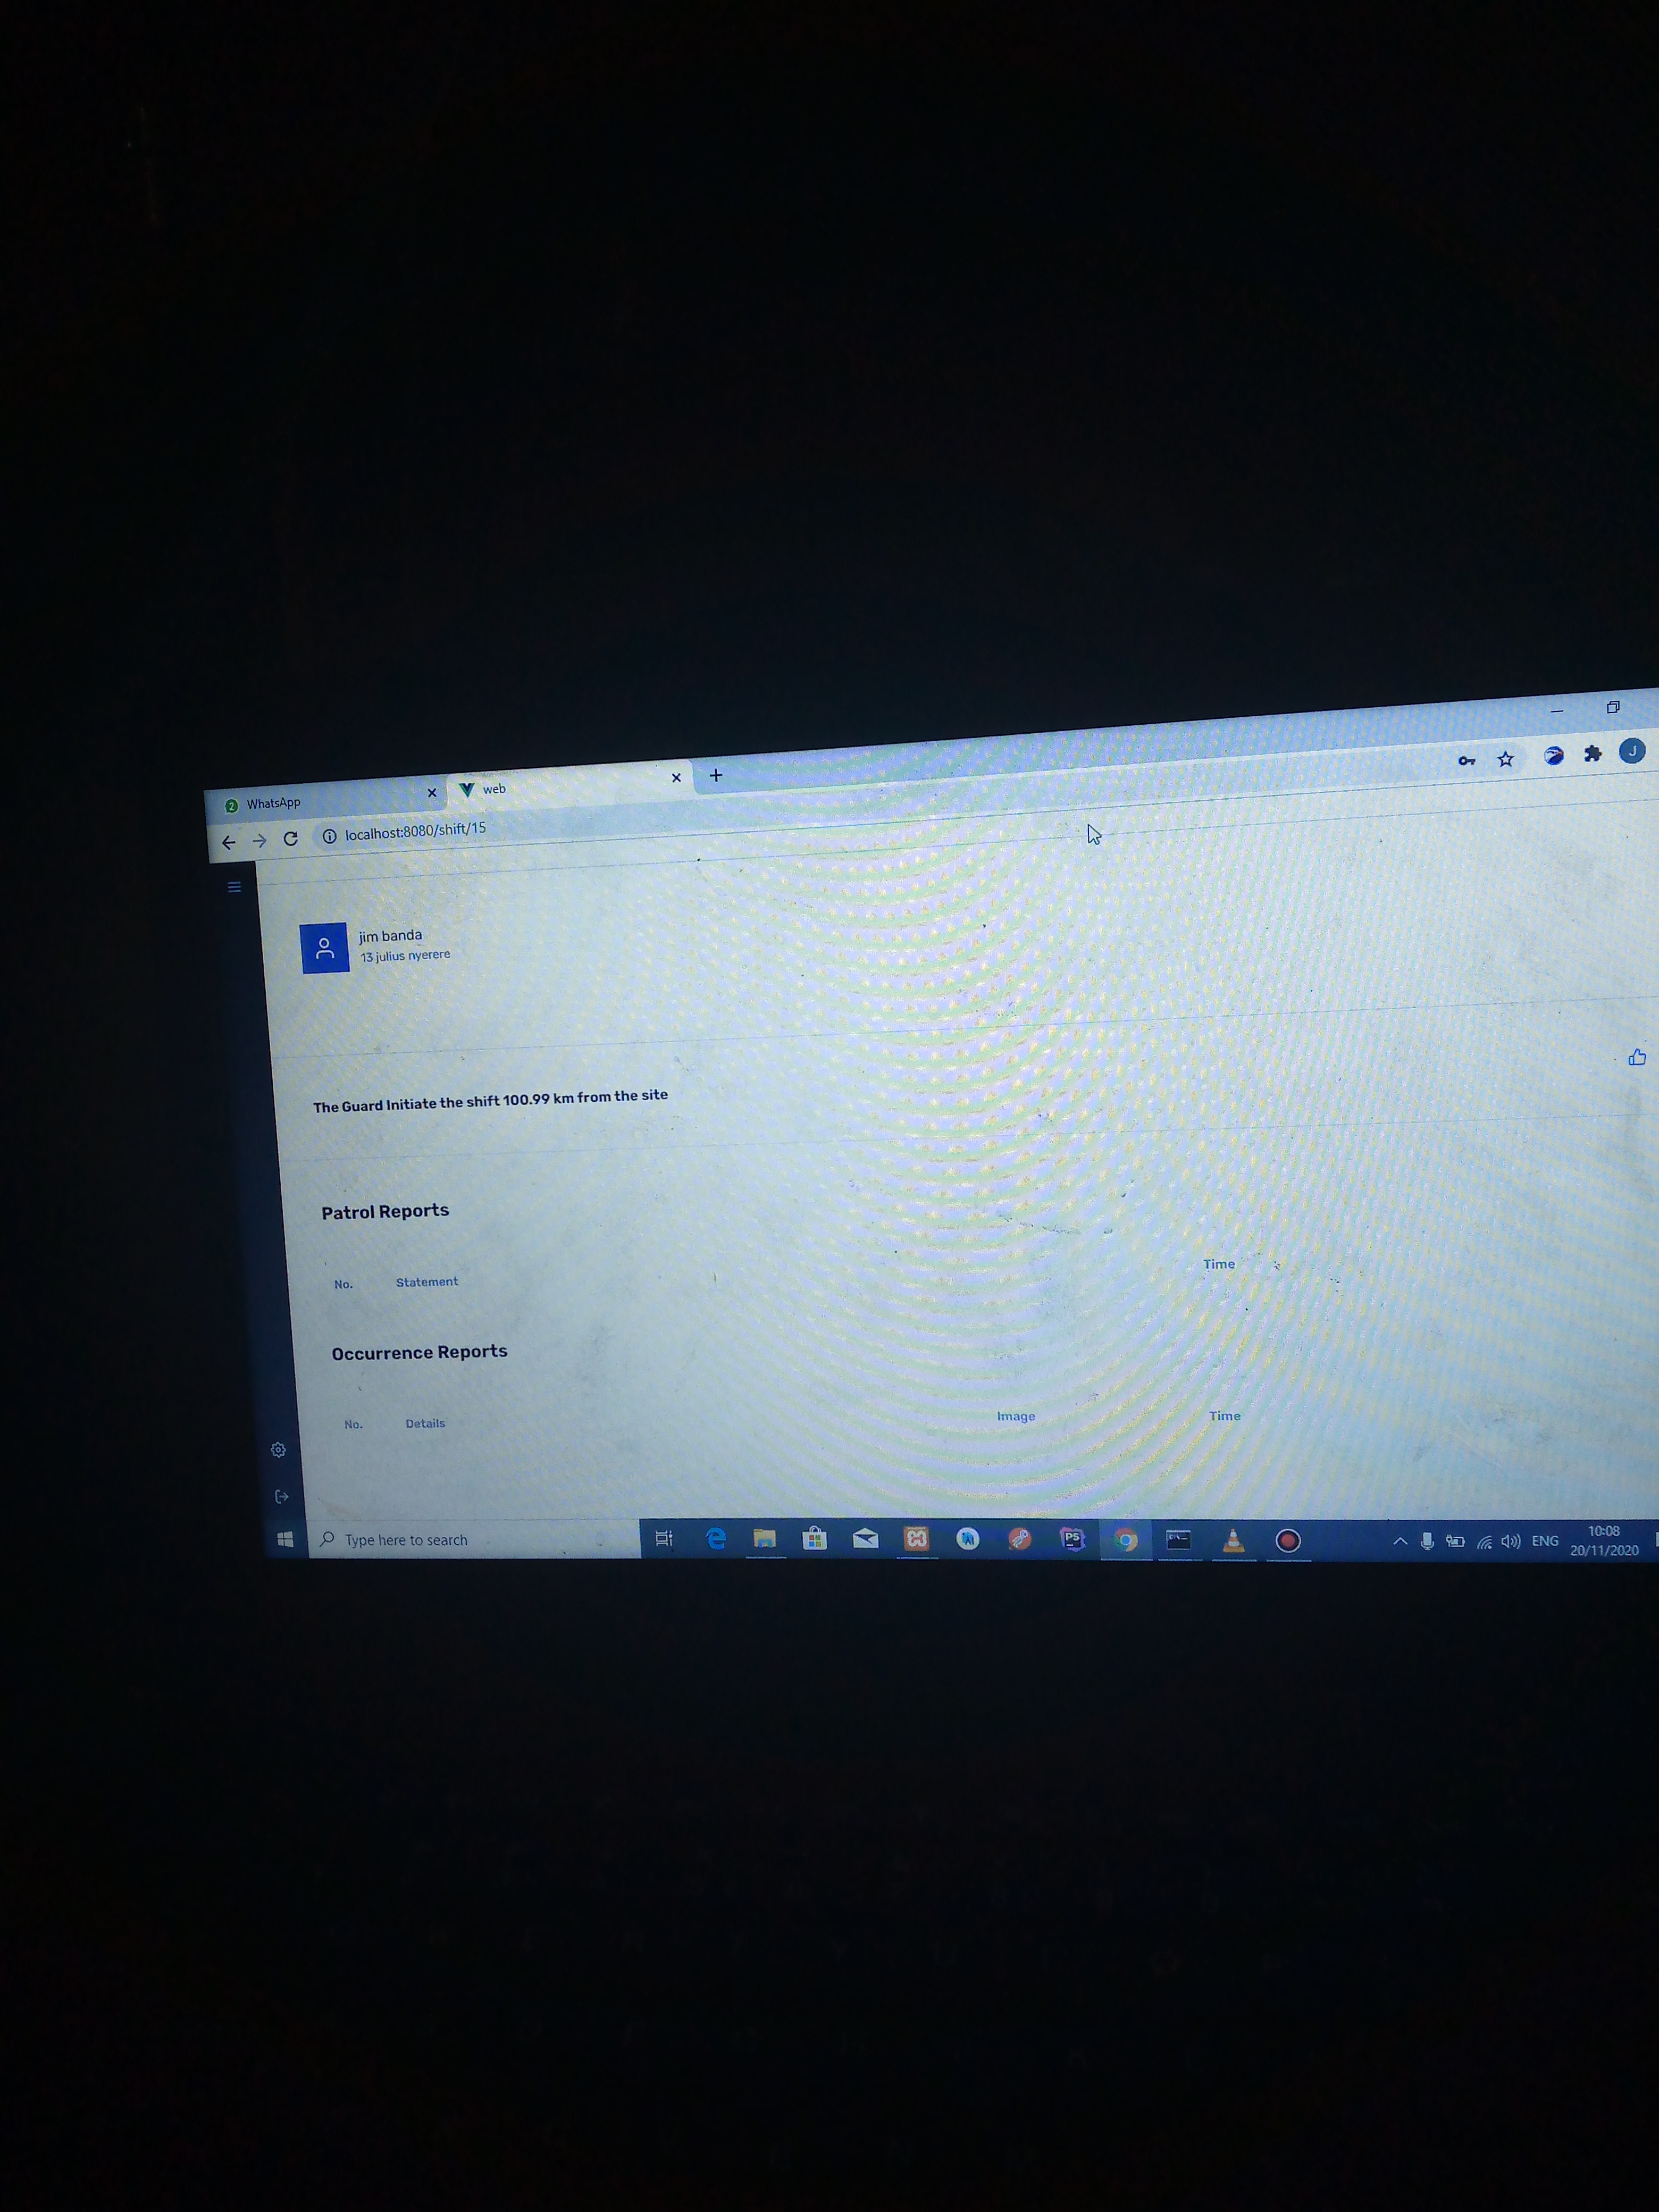 2 WhatsApp
web
localhost:8080/shift/15
J
jim banda
13 julius nyerere
The Guard Initiate the shift 100.99 km from the site
Patrol Reports
No. Statement Time
Occurrence Reports
No. Details Image Time
Type here to search
PS
ENG
10:08
20/11/2020